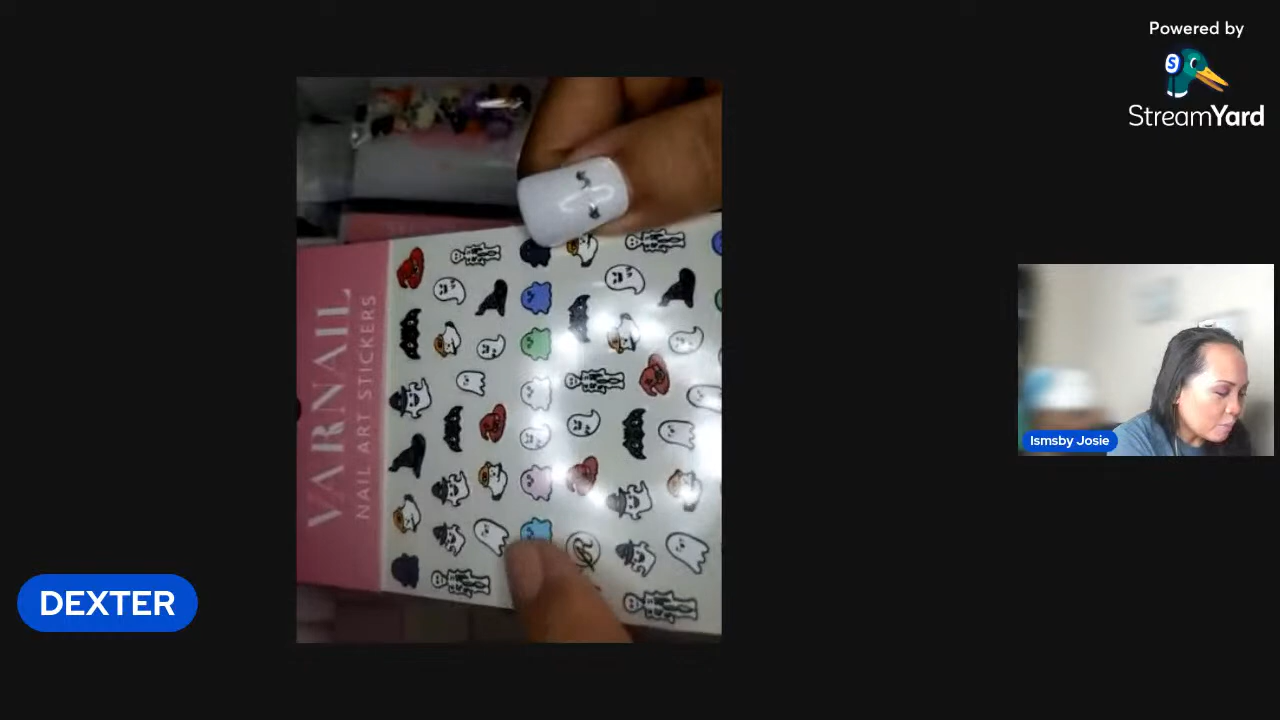 Powered by
S
StreamYard
VARNAIL
NAIL ART STICKERS
Ismsby Josie
DEXTER